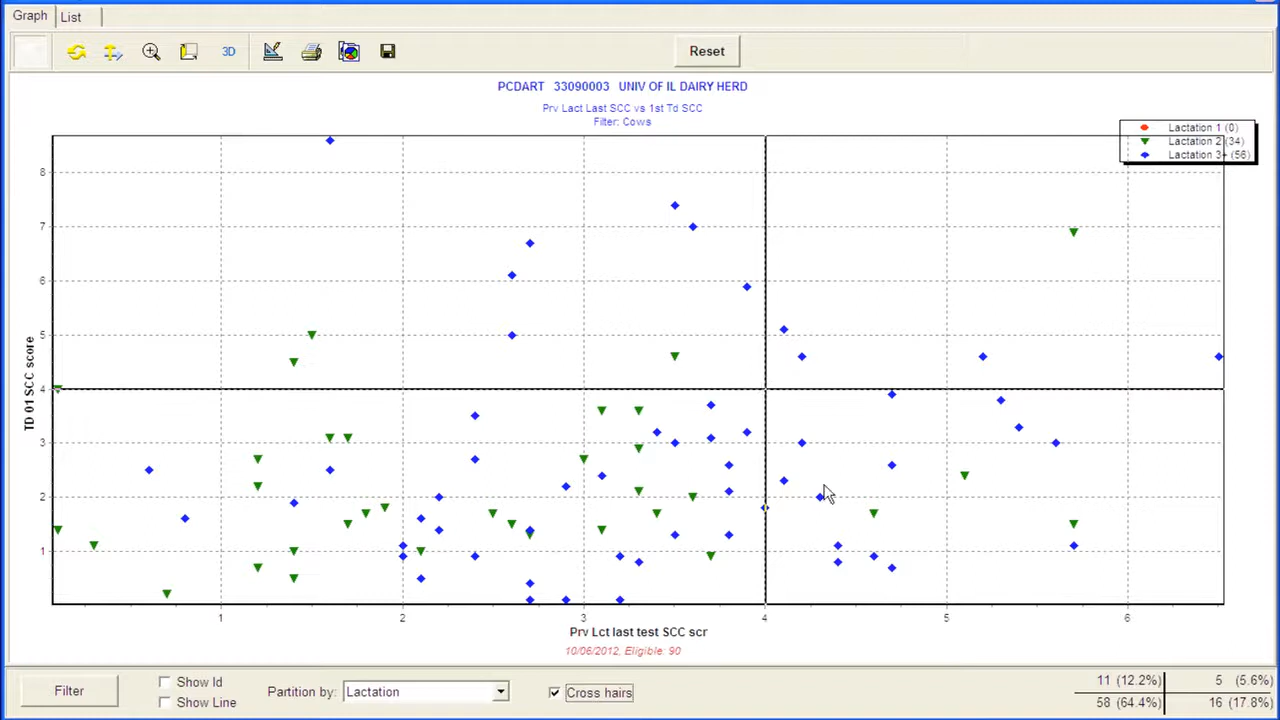 Graph List
3D Reset
PCDART 33090003 UNIV OF IL DAIRY HERD
Prv Lact Last SCC vs 1st Td SCC
Filter: Cows
Lactation 1 (0)
Lactation 2 (34)
Lactation 3+ (56)
8
7
6
5
4
3
2
1
TD 01 SCC score
1 2 3 4 5 6
Prv Lct last test SCC scr
10/06/2012, Eligible: 90
Filter
Show Id
Show Line
Partition by: Lactation
Cross hairs
11 (12.2%) 5 (5.6%)
58 (64.4%) 16 (17.8%)